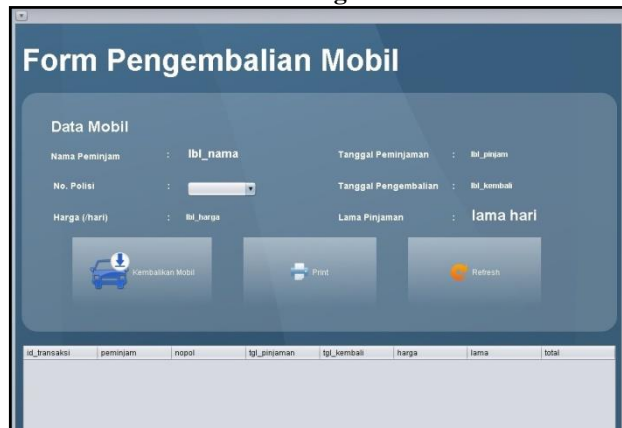 Form Pengembalian Mobil
Data Mobil
Nama Peminjam : lbl_nama Tanggal Peminjaman : lbl_pinjam
No. Polisi : Tanggal Pengembalian : lbl_kembali
Harga (/hari) : lbl_harga Lama Pinjaman : lama hari
Kembalikan Mobil Print Refresh
id_transaksi peminjam nopol tgl_pinjaman tgl_kembali harga lama total